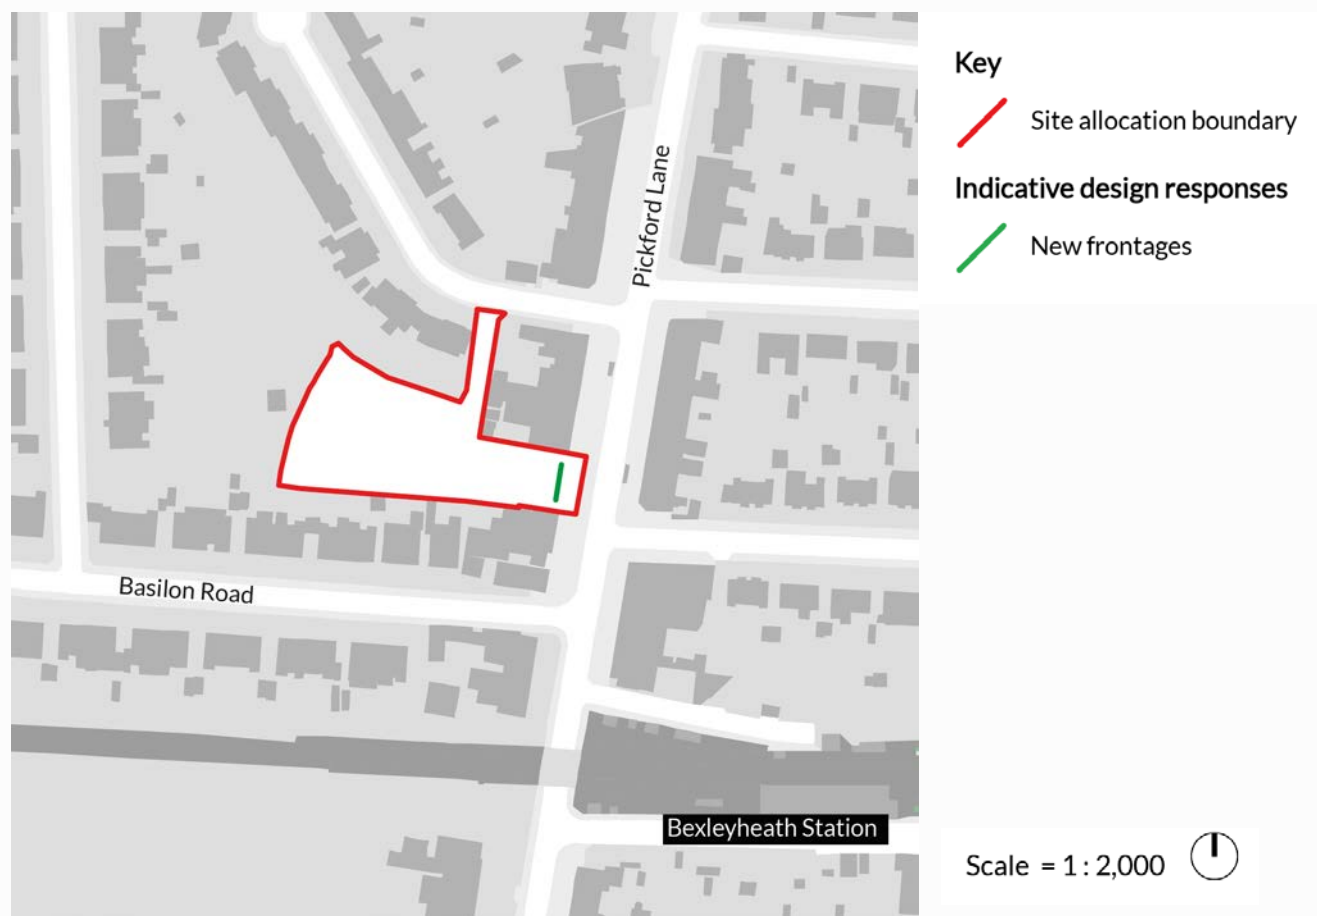 Key
Site allocation boundary
Indicative design responses
New frontages
Pickford Lane
Basilon Road
Bexleyheath Station
Scale = 1 : 2,000